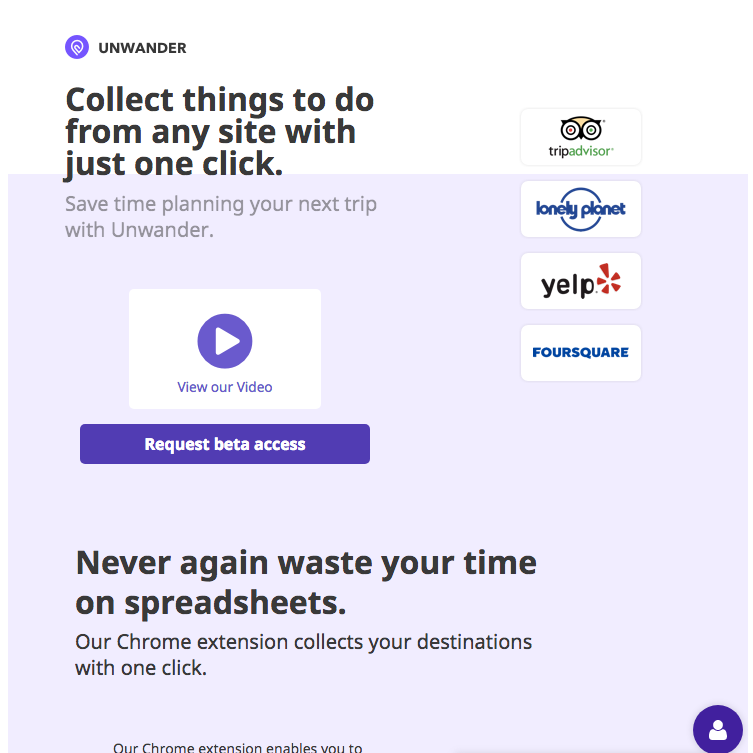 UNWANDER
Collect things to do
from any site with
just one click.
Save time planning your next trip
with Unwander.
tripadvisor®
lonely planet
yelp
FOURSQUARE
View our Video
Request beta access
Never again waste your time
on spreadsheets.
Our Chrome extension collects your destinations
with one click.
Our Chrome extension enables you to